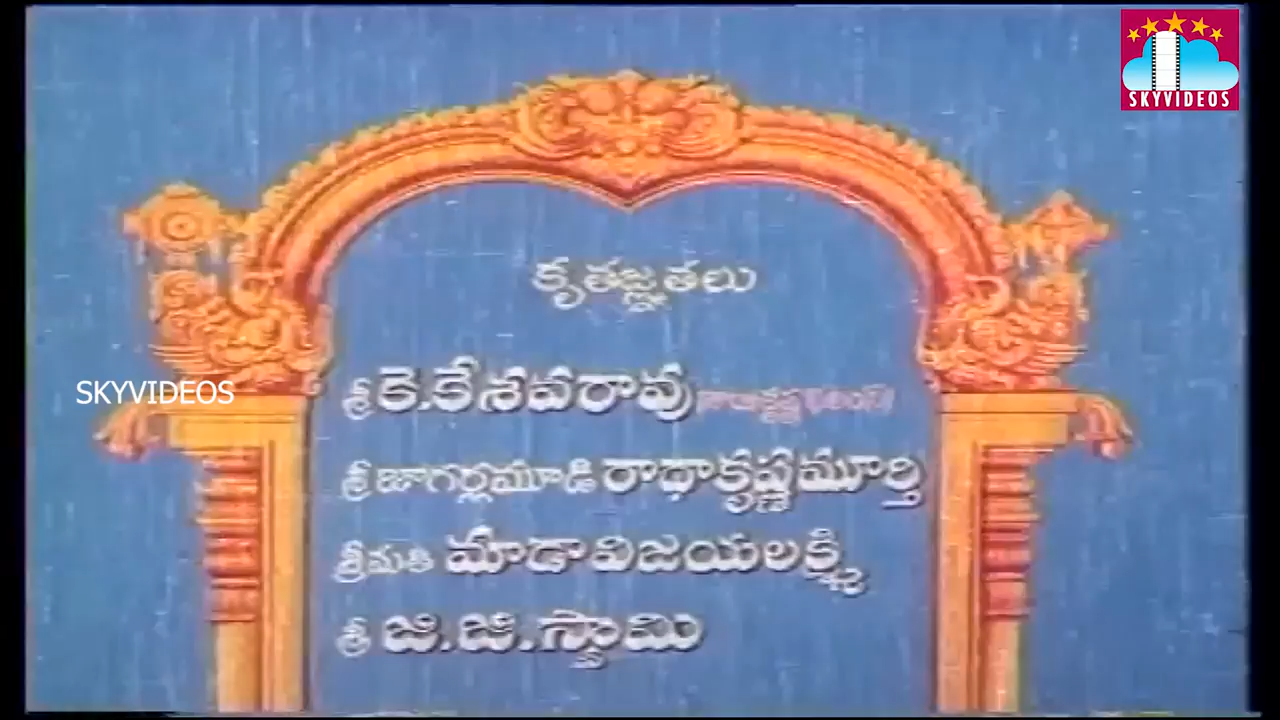 SKYVIDEOS
కృతజ్ఞతలు
SKYVIDEOS
శ్రీ కె.కేశవరావు
శ్రీ జాగర్లమూడి రాధాకృష్ణమూర్తి
శ్రీమతి మాడా విజయలక్ష్మి
శ్రీ జి.జి.స్వామి